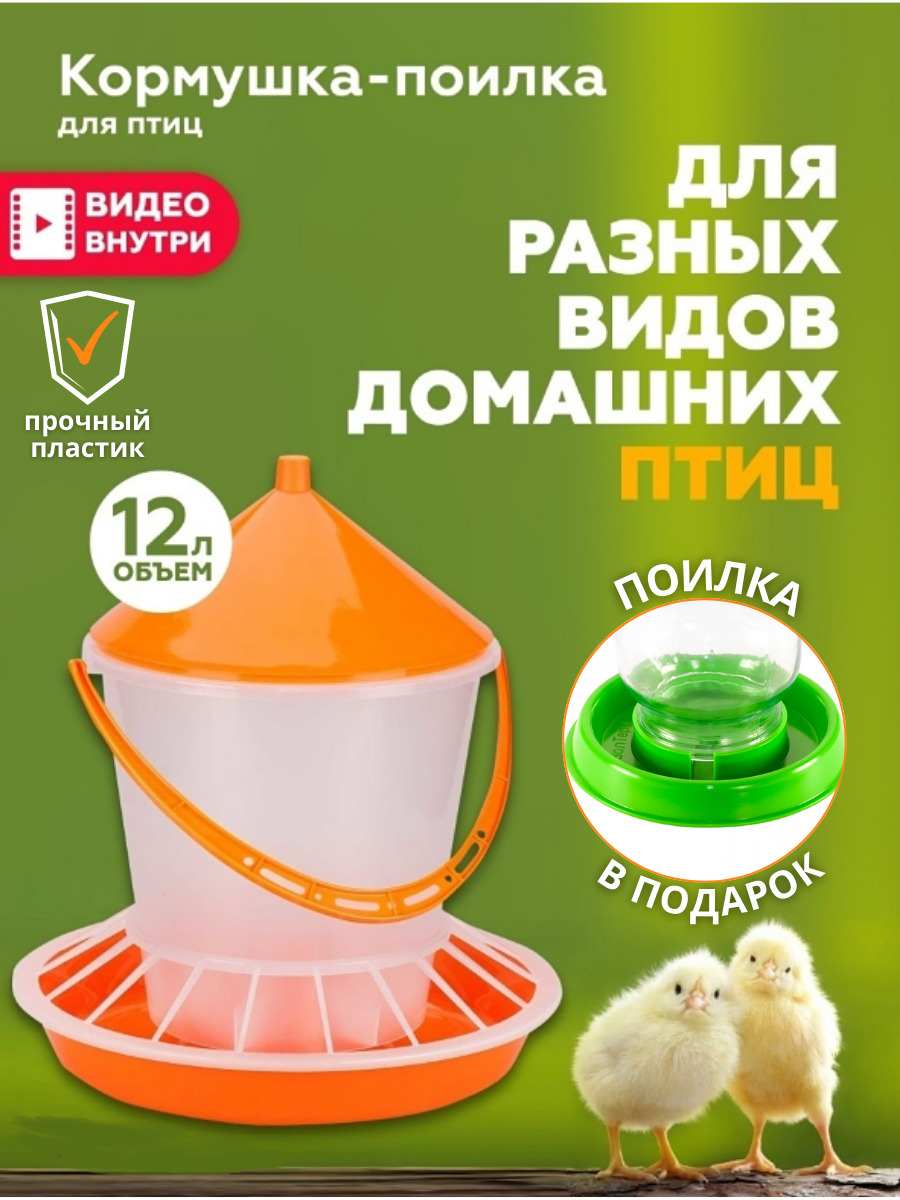 Кормушка-поилка
для птиц
ВИДЕО
ВНУТРИ
ДЛЯ
РАЗНЫХ
ВИДОВ
ДОМАШНИХ
ПТИЦ
прочный
пластик
12л
ОБЪЕМ
ПОИЛКА
В ПОДАРОК